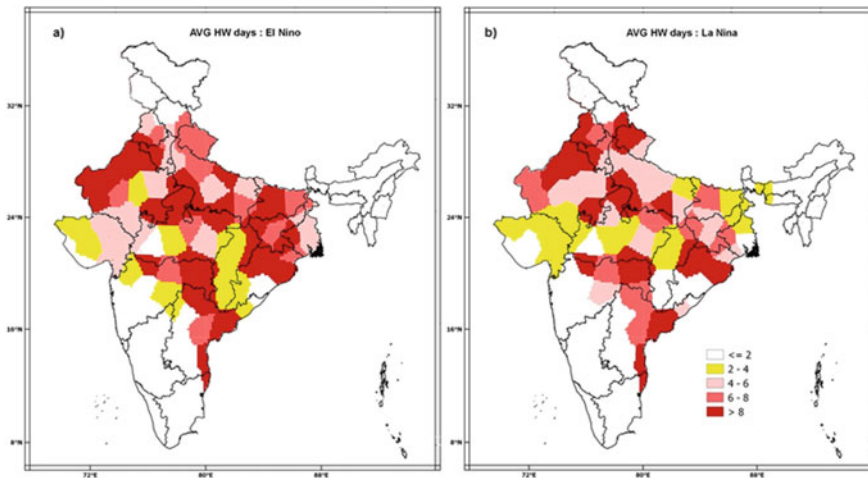 a) AVG HW days : El Nino
32°N
24°N
16°N
8°N
72°E 80°E 88°E
b) AVG HW days : La Nina
32°N
24°N
16°N
8°N
72°E 80°E 88°E
<= 2
2 - 4
4 - 6
6 - 8
> 8